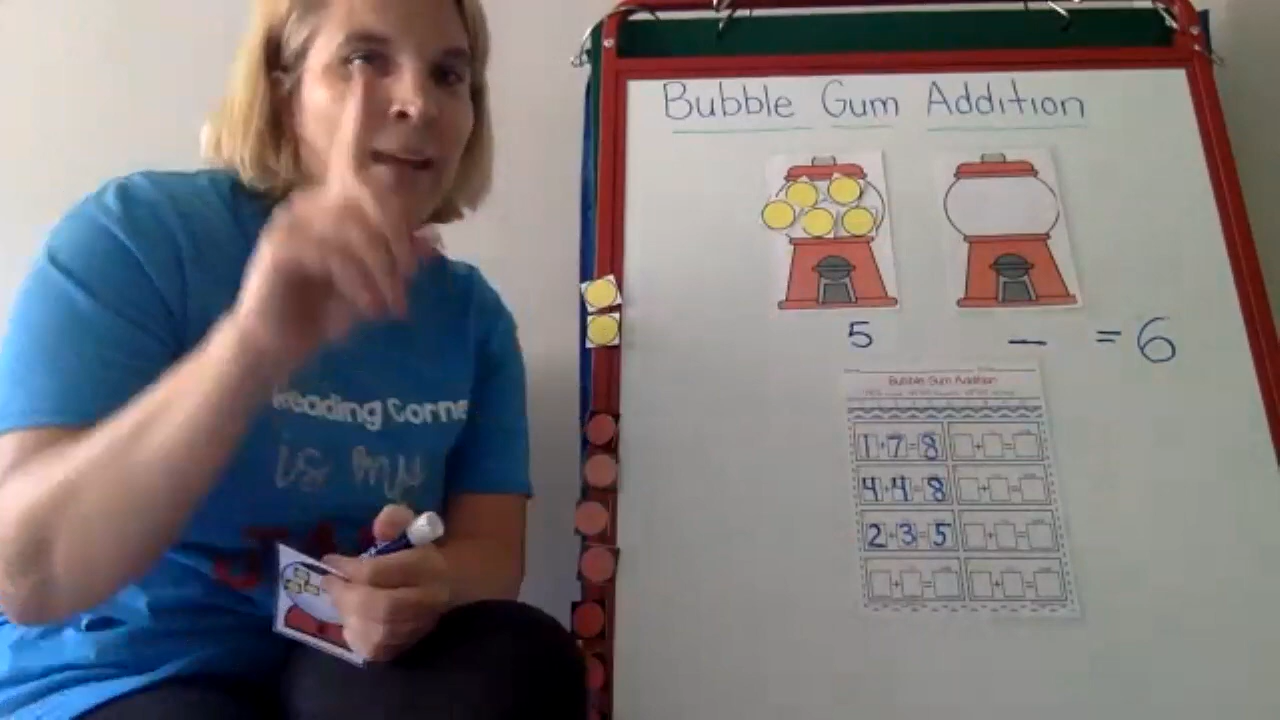 Bubble Gum Addition
5 _ = 6
Bubble Gum Addition
1 + 7 = 8 + =
4 + 4 = 8 + =
2 + 3 = 5 + =
+ = + =
Reading Corner
is my